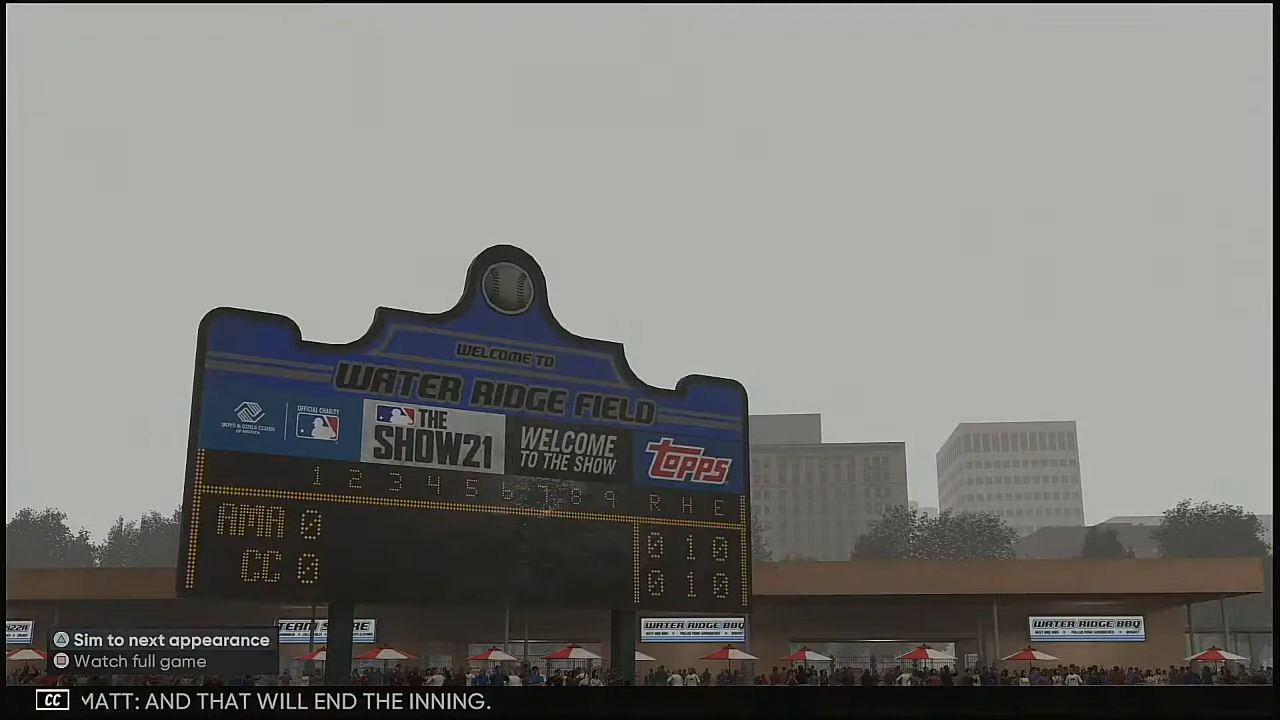 WELCOME TO
WATER RIDGE FIELD
BOYS & GIRLS CLUBS
OF AMERICA
OFFICIAL CHARITY
THE
SHOW21
WELCOME
TO THE SHOW
Topps
1 2 3 4 5 6 7 8 9 R H E
AMA 0 0 1 0
CC 0 0 1 0
TEAM STORE
WATER RIDGE BBQ
WATER RIDGE BBQ
Sim to next appearance
Watch full game
CC MATT: AND THAT WILL END THE INNING.